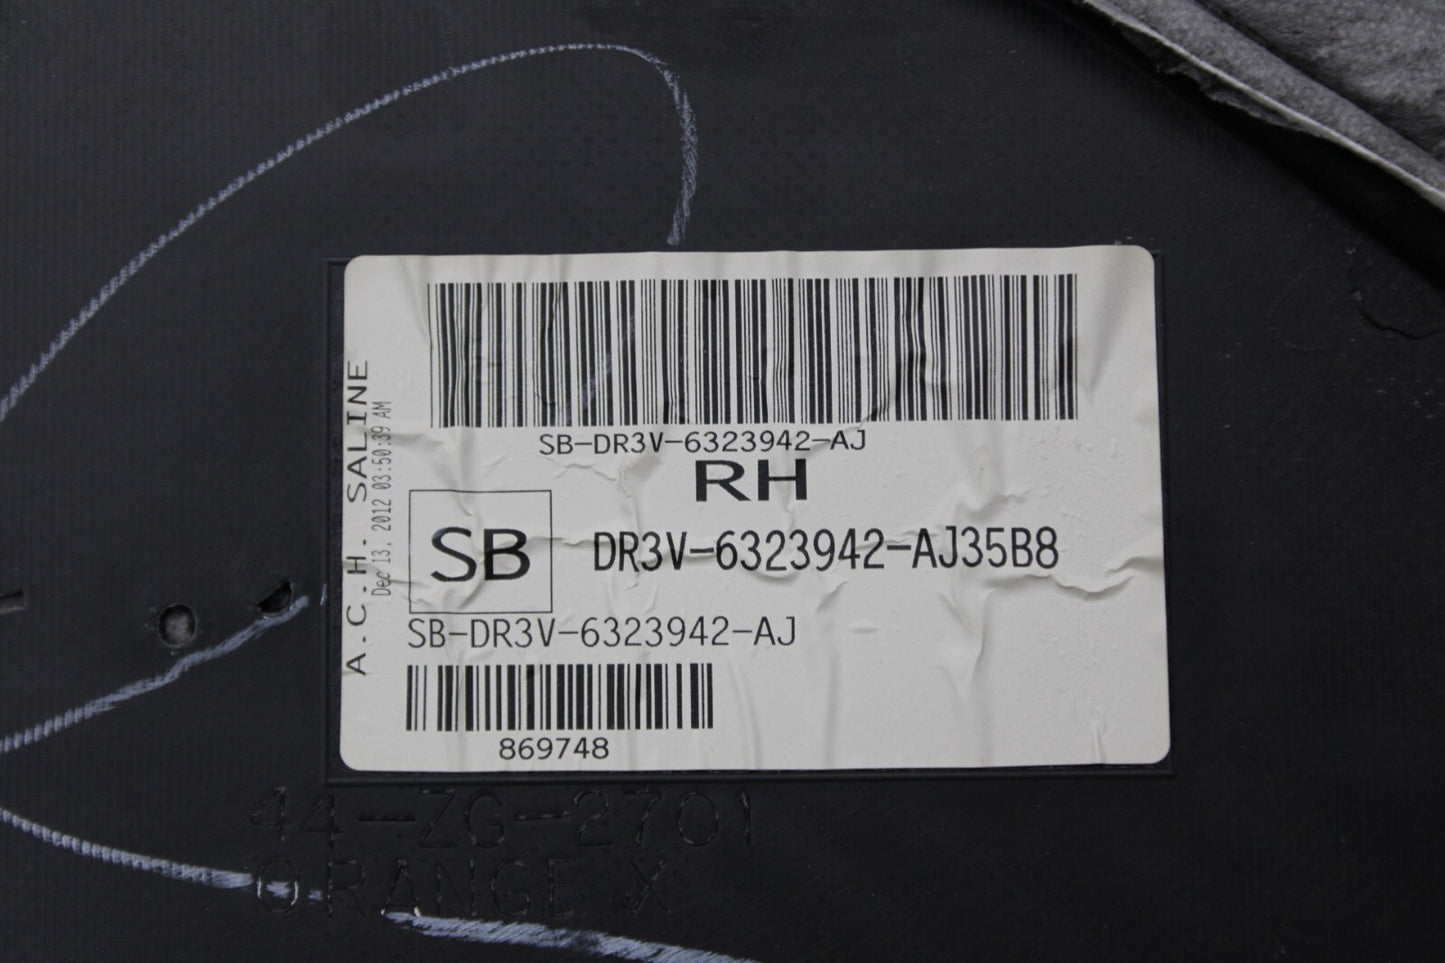 SB-DR3V-6323942-AJ
RH
SB
DR3V-6323942-AJ35B8
SB-DR3V-6323942-AJ
869748
A.C.H. SALINE
Dec 13, 2012 03:50:39 AM
44-ZG-2701
ORANGE X